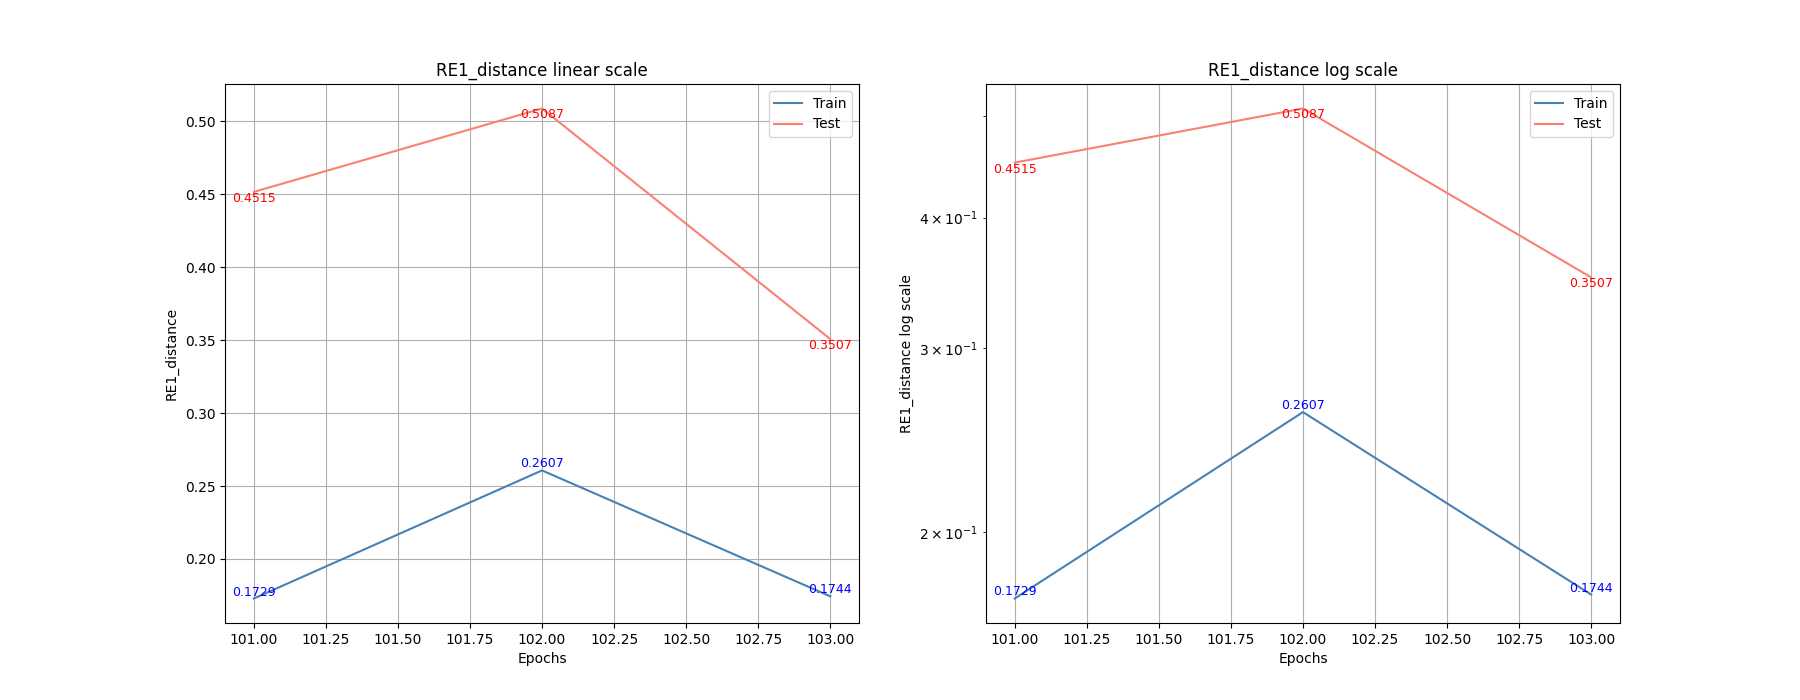 RE1_distance linear scale
RE1_distance
0.50
0.45
0.40
0.35
0.30
0.25
0.20
Train
Test
0.4515
0.5087
0.3507
0.1729
0.2607
0.1744
101.00 101.25 101.50 101.75 102.00 102.25 102.50 102.75 103.00
Epochs
RE1_distance log scale
RE1_distance log scale
4 × 10⁻¹
3 × 10⁻¹
2 × 10⁻¹
Train
Test
0.4515
0.5087
0.3507
0.1729
0.2607
0.1744
101.00 101.25 101.50 101.75 102.00 102.25 102.50 102.75 103.00
Epochs